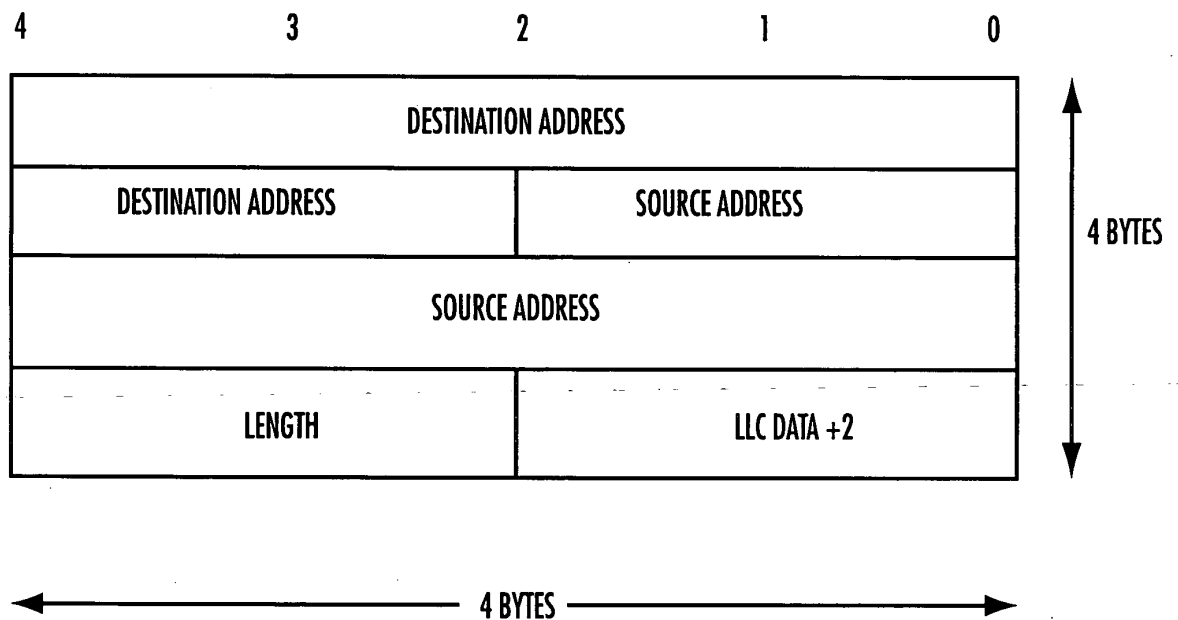 4 3 2 1 0
DESTINATION ADDRESS
DESTINATION ADDRESS SOURCE ADDRESS
4 BYTES
SOURCE ADDRESS
LENGTH LLC DATA +2
4 BYTES